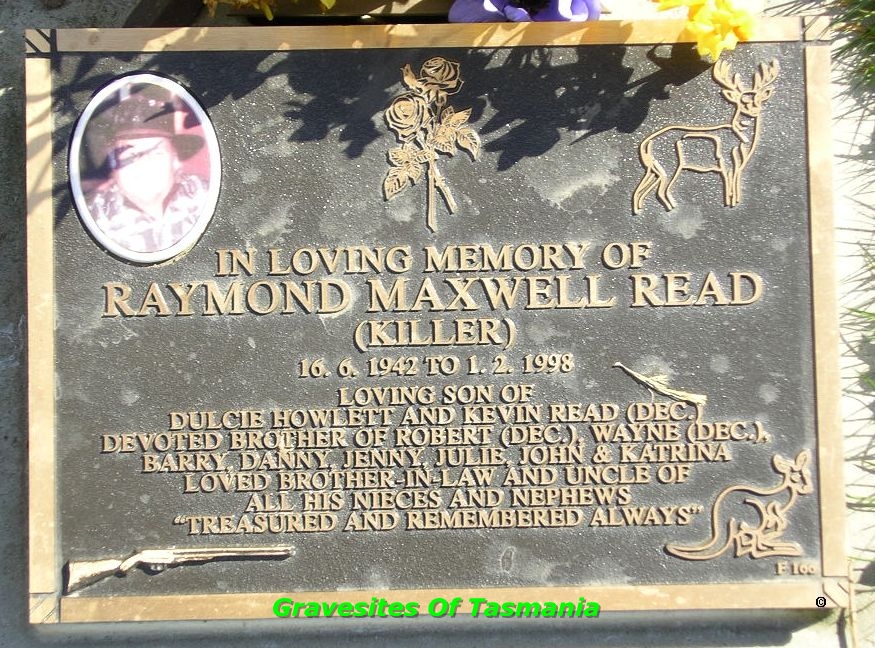 IN LOVING MEMORY OF
RAYMOND MAXWELL READ
(KILLER)
16. 6. 1942 TO 1. 2. 1998
LOVING SON OF
DULCIE HOWLETT AND KEVIN READ (DEC.)
DEVOTED BROTHER OF ROBERT (DEC.), WAYNE (DEC.),
BARRY, DANNY, JENNY, JULIE, JOHN & KATRINA
LOVED BROTHER-IN-LAW AND UNCLE OF
ALL HIS NIECES AND NEPHEWS
"TREASURED AND REMEMBERED ALWAYS"
F 166
Gravesites Of Tasmania
©